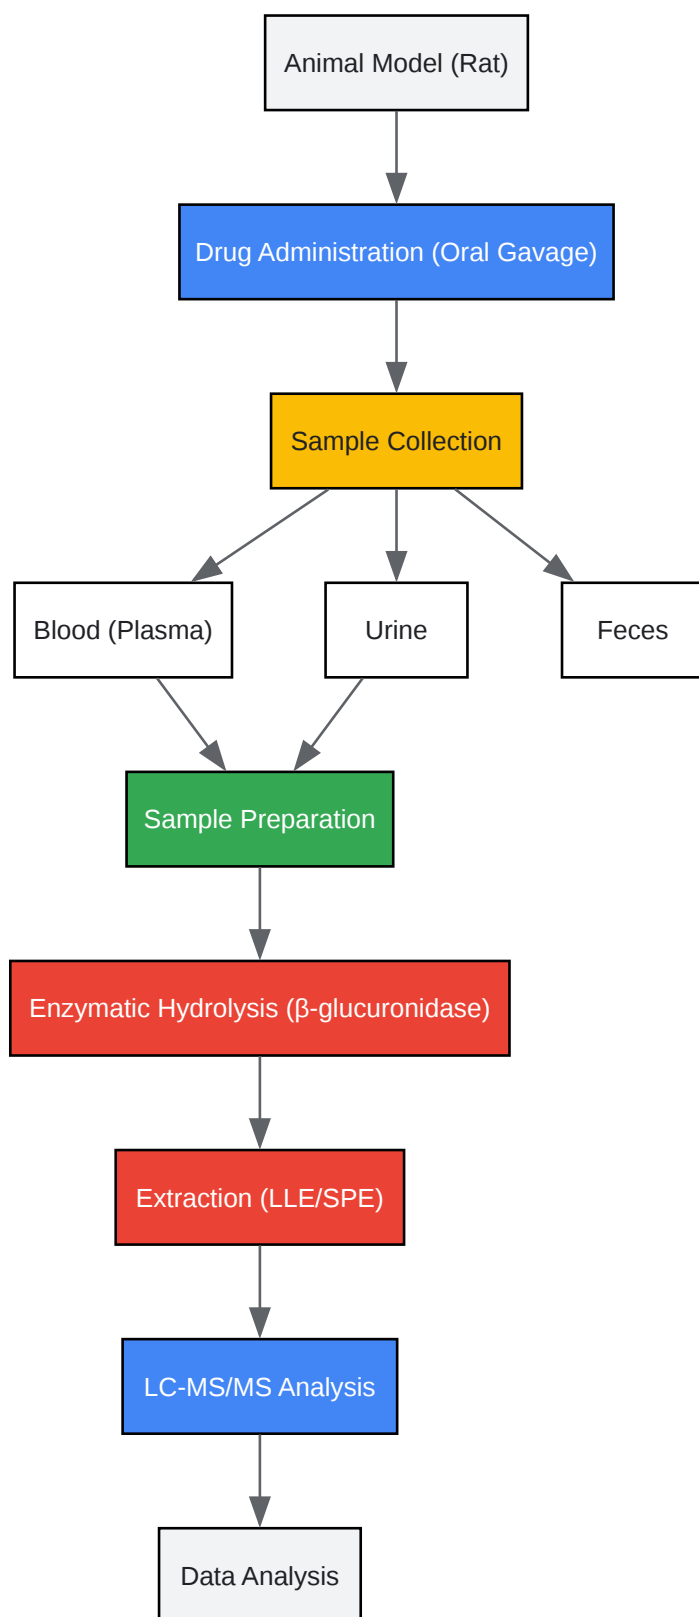 Animal Model (Rat)
Drug Administration (Oral Gavage)
Sample Collection
Blood (Plasma)
Urine
Feces
Sample Preparation
Enzymatic Hydrolysis (β-glucuronidase)
Extraction (LLE/SPE)
LC-MS/MS Analysis
Data Analysis